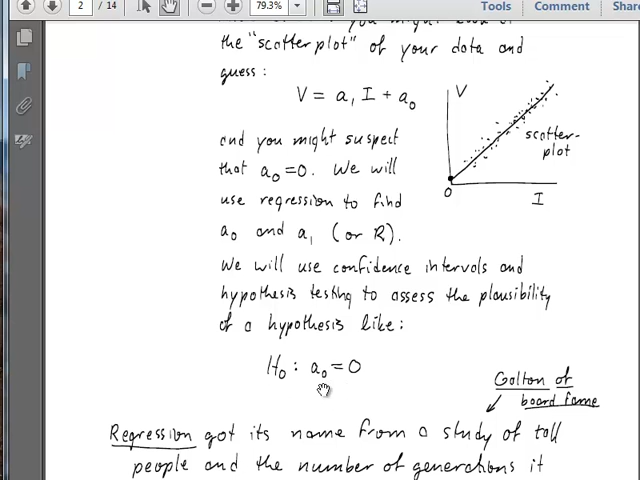 2 / 14
79.3%
Tools
Comment
Share
the "scatter plot" of your data and
guess:
V = a₁ I + a₀
V
scatter-
plot
0
I
and you might suspect
that a₀ = 0. We will
use regression to find
a₀ and a₁ (or R).
We will use confidence intervals and
hypothesis testing to assess the plausibility
of a hypothesis like:
H₀ : a₀ = 0
Galton of
board fame
Regression got its name from a study of tall
people and the number of generations it